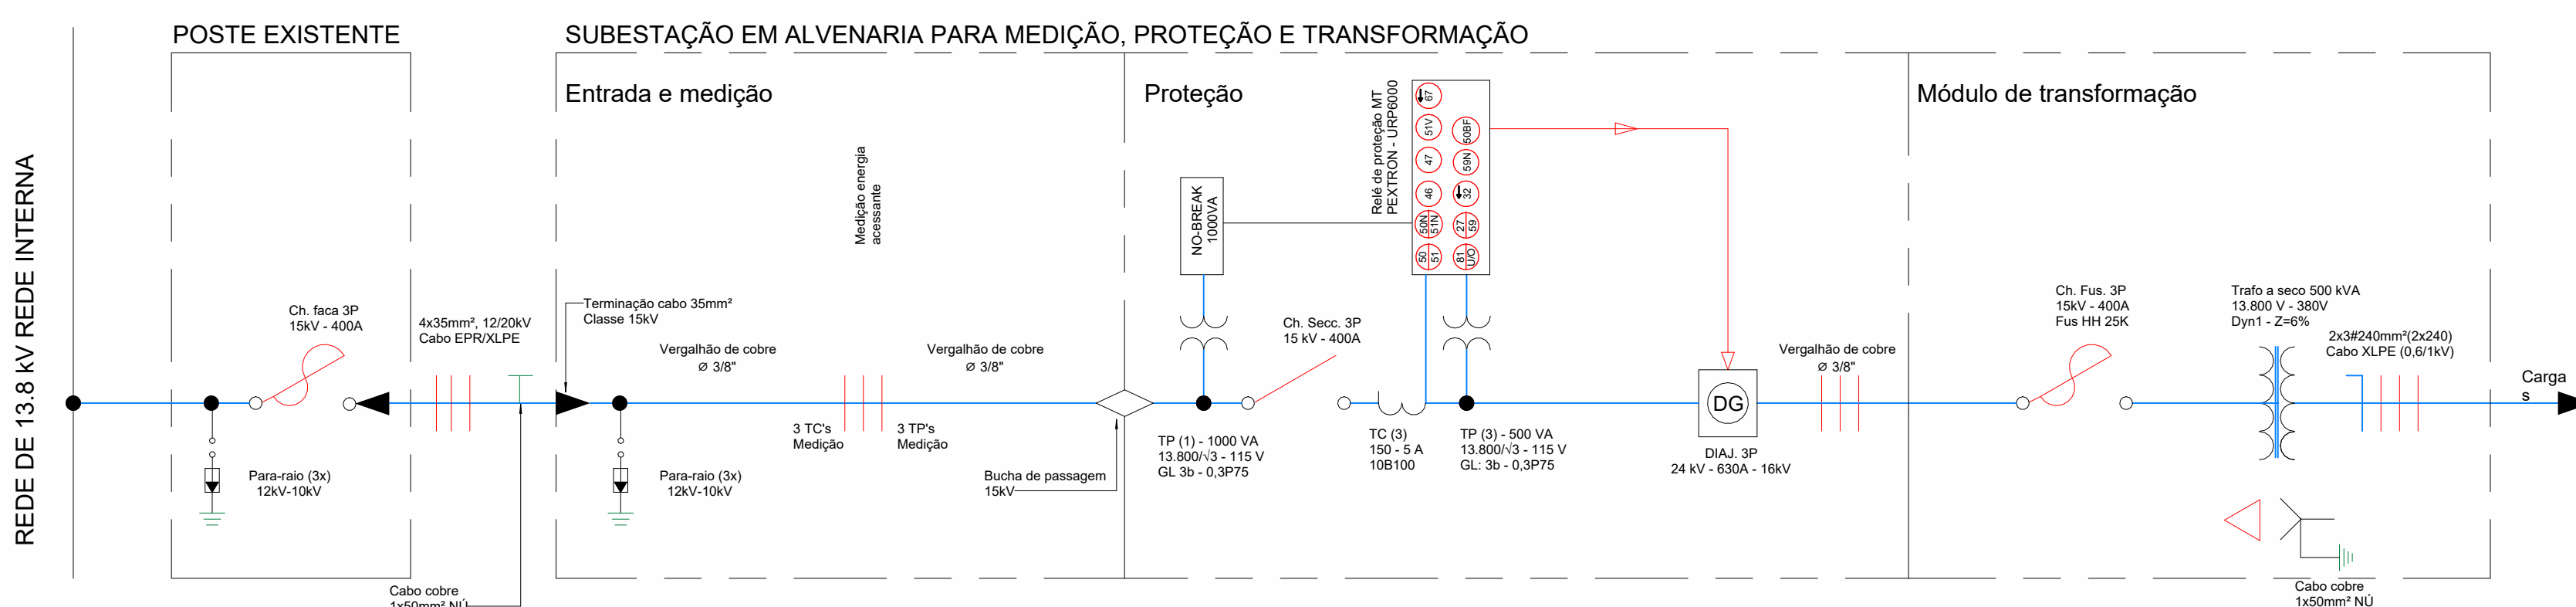 REDE DE 13.8 kV REDE INTERNA
POSTE EXISTENTE
Ch. faca 3P
15kV - 400A
Para-raio (3x)
12kV-10kV
4x35mm², 12/20kV
Cabo EPR/XLPE
Cabo cobre
1x50mm² NÚ
SUBESTAÇÃO EM ALVENARIA PARA MEDIÇÃO, PROTEÇÃO E TRANSFORMAÇÃO
Entrada e medição
Terminação cabo 35mm²
Classe 15kV
Vergalhão de cobre
Ø 3/8"
Para-raio (3x)
12kV-10kV
Medição energia
acessante
3 TC's
Medição
3 TP's
Medição
Vergalhão de cobre
Ø 3/8"
Bucha de passagem
15kV
Proteção
NO-BREAK
1000VA
TP (1) - 1000 VA
13.800/√3 - 115 V
GL 3b - 0,3P75
Ch. Secc. 3P
15 kV - 400A
Relé de proteção MT
PEXTRON - URP6000
67
51V
50BF
47
59N
46
32
50N
51N
27
59
50
51
81
U/O
TC (3)
150 - 5 A
10B100
TP (3) - 500 VA
13.800/√3 - 115 V
GL: 3b - 0,3P75
DG
DIAJ. 3P
24 kV - 630A - 16kV
Vergalhão de cobre
Ø 3/8"
Módulo de transformação
Ch. Fus. 3P
15kV - 400A
Fus HH 25K
Trafo a seco 500 kVA
13.800 V - 380V
Dyn1 - Z=6%
2x3#240mm²(2x240)
Cabo XLPE (0,6/1kV)
Cabo cobre
1x50mm² NÚ
Carga
s